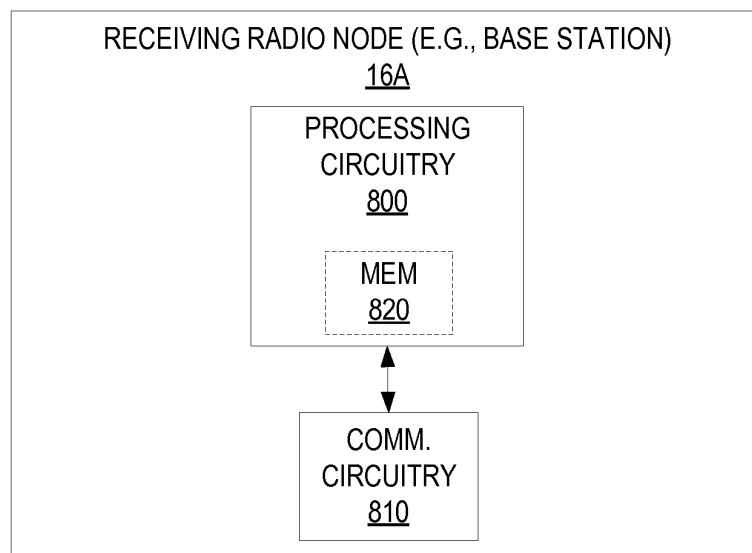 RECEIVING RADIO NODE (E.G., BASE STATION)
16A
PROCESSING
CIRCUITRY
800
MEM
820
COMM.
CIRCUITRY
810